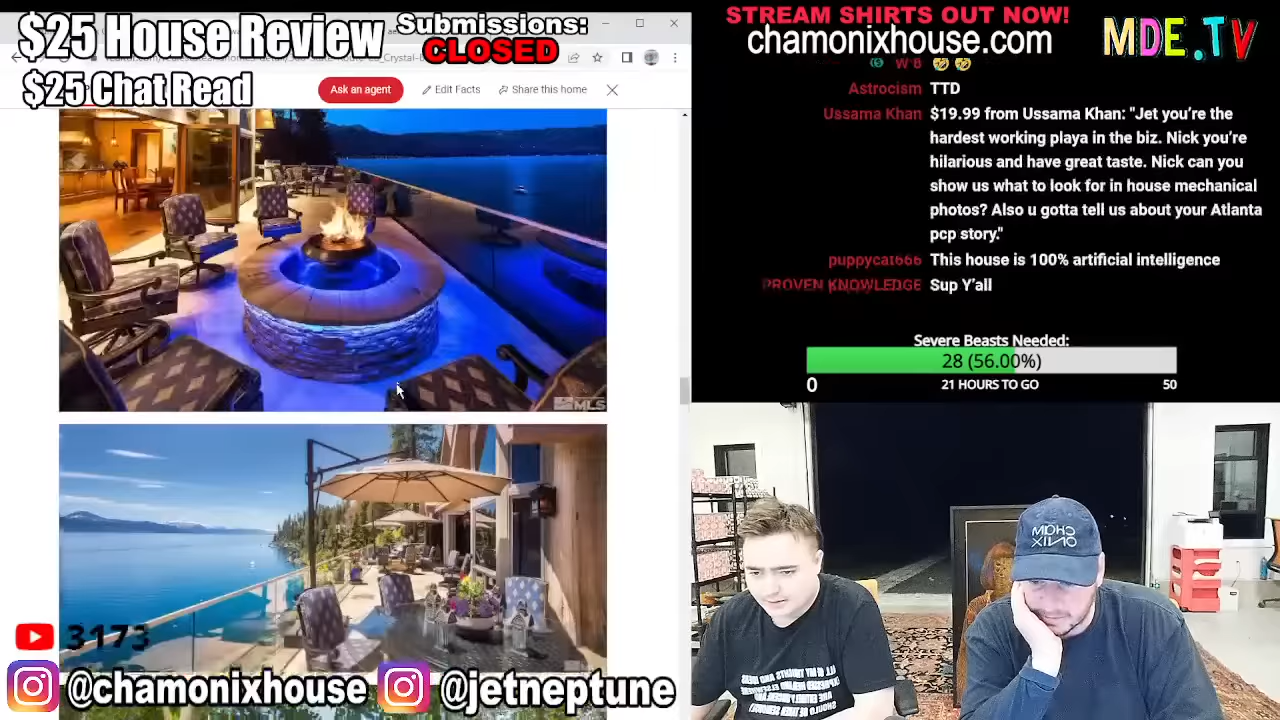 $25 House Review
$25 Chat Read
Submissions:
CLOSED
Ask an agent
Edit Facts
Share this home
MLS
3173
@chamonixhouse
@jetneptune
STREAM SHIRTS OUT NOW!
chamonixhouse.com
MDE.TV
Astrocism TTD
Ussama Khan $19.99 from Ussama Khan: "Jet you're the
hardest working playa in the biz. Nick you're
hilarious and have great taste. Nick can you
show us what to look for in house mechanical
photos? Also u gotta tell us about your Atlanta
pcp story."
puppycat666 This house is 100% artificial intelligence
PROVEN KNOWLEDGE Sup Y'all
Severe Beasts Needed:
28 (56.00%)
0 21 HOURS TO GO 50
CHAM
ONIX